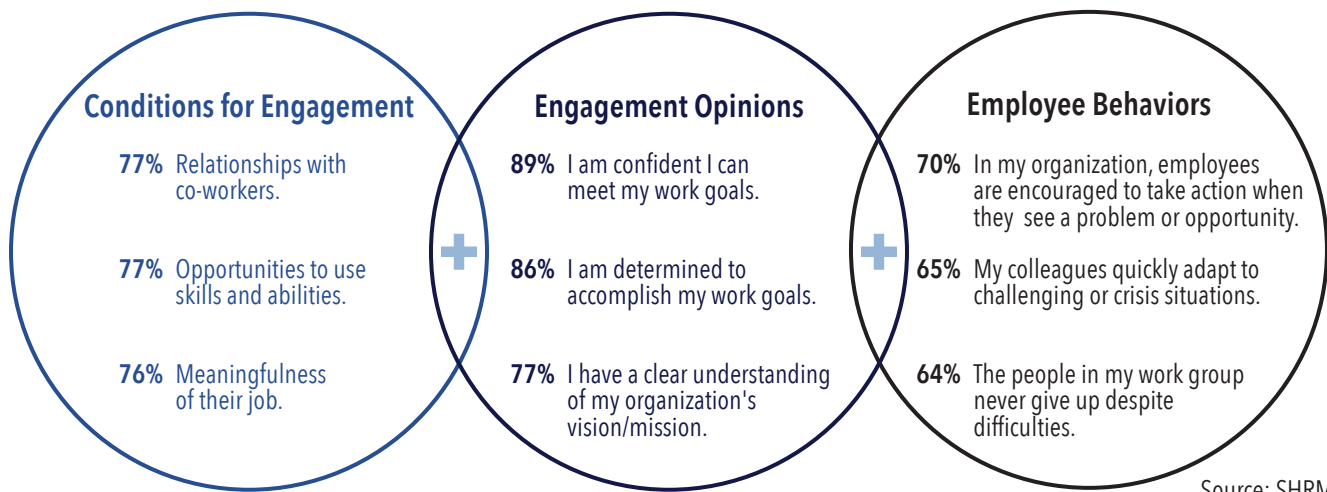 Conditions for Engagement
77% Relationships with
co-workers.
77% Opportunities to use
skills and abilities.
76% Meaningfulness
of their job.
Engagement Opinions
89% I am confident I can
meet my work goals.
86% I am determined to
accomplish my work goals.
77% I have a clear understanding
of my organization's
vision/mission.
Employee Behaviors
70% In my organization, employees
are encouraged to take action when
they see a problem or opportunity.
65% My colleagues quickly adapt to
challenging or crisis situations.
64% The people in my work group
never give up despite
difficulties.
Source: SHRM